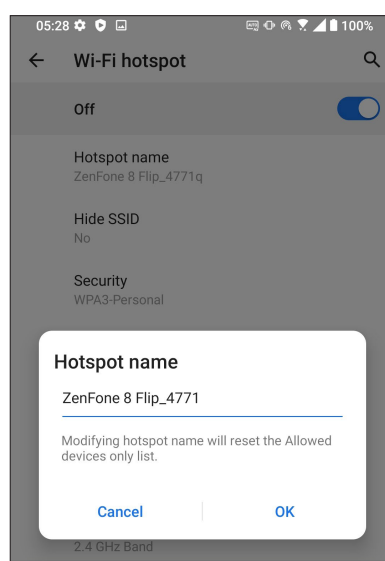 05:28
100%
Wi-Fi hotspot
Off
Hotspot name
ZenFone 8 Flip_4771q
Hide SSID
No
Security
WPA3-Personal
Hotspot name
ZenFone 8 Flip_4771
Modifying hotspot name will reset the Allowed
devices only list.
Cancel
OK
2.4 GHz Band